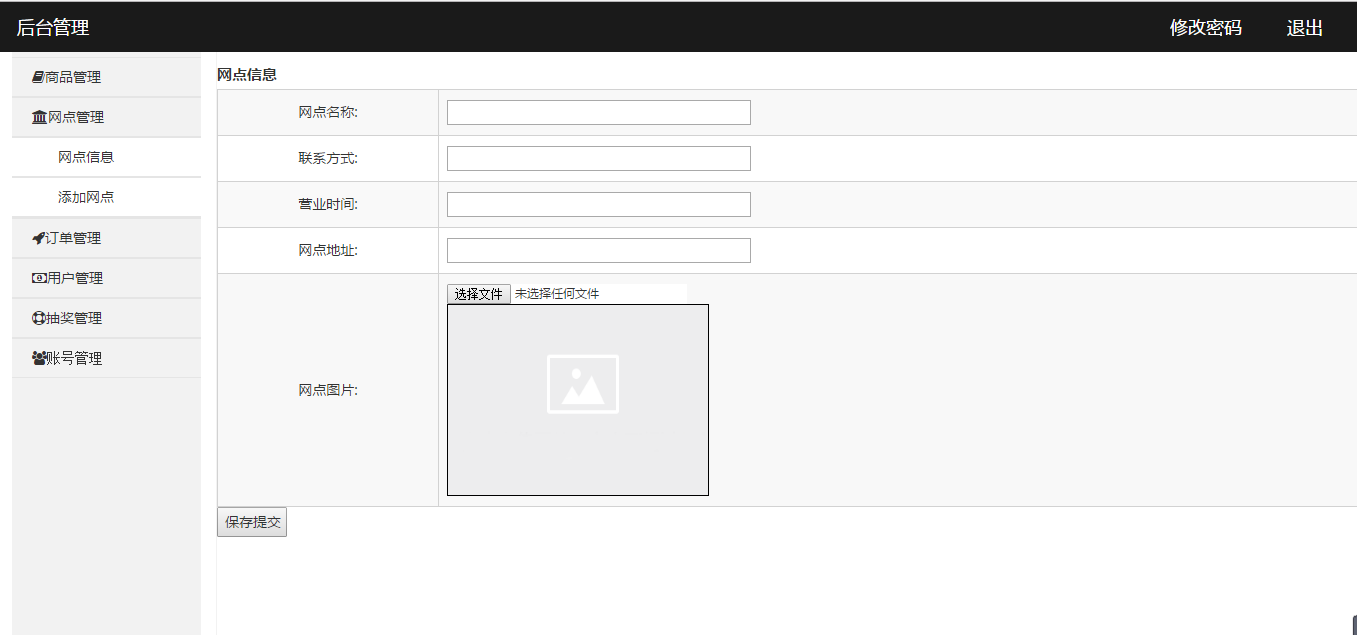 后台管理
修改密码
退出
商品管理
网点管理
网点信息
添加网点
订单管理
用户管理
抽奖管理
账号管理
网点信息
网点名称:
联系方式:
营业时间:
网点地址:
网点图片:
选择文件 未选择任何文件
保存提交